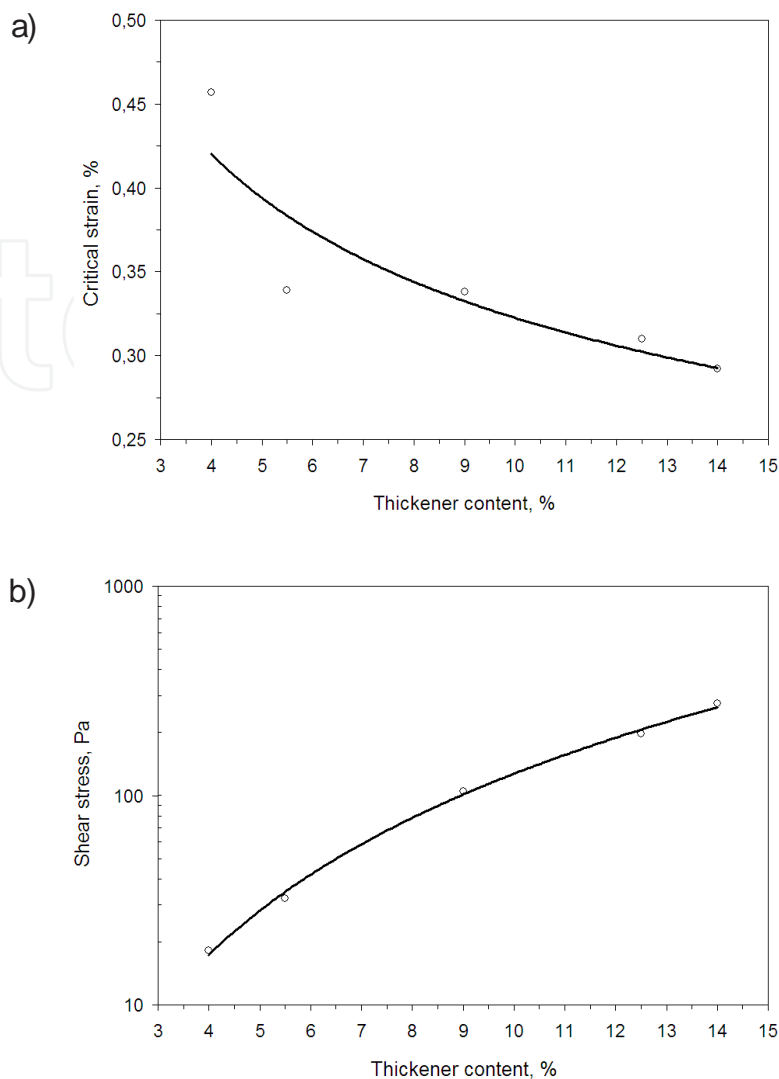 a)
0,50
0,45
0,40
0,35
0,30
0,25
Critical strain, %
3 4 5 6 7 8 9 10 11 12 13 14 15
Thickener content, %
b)
1000
100
10
Shear stress, Pa
3 4 5 6 7 8 9 10 11 12 13 14 15
Thickener content, %